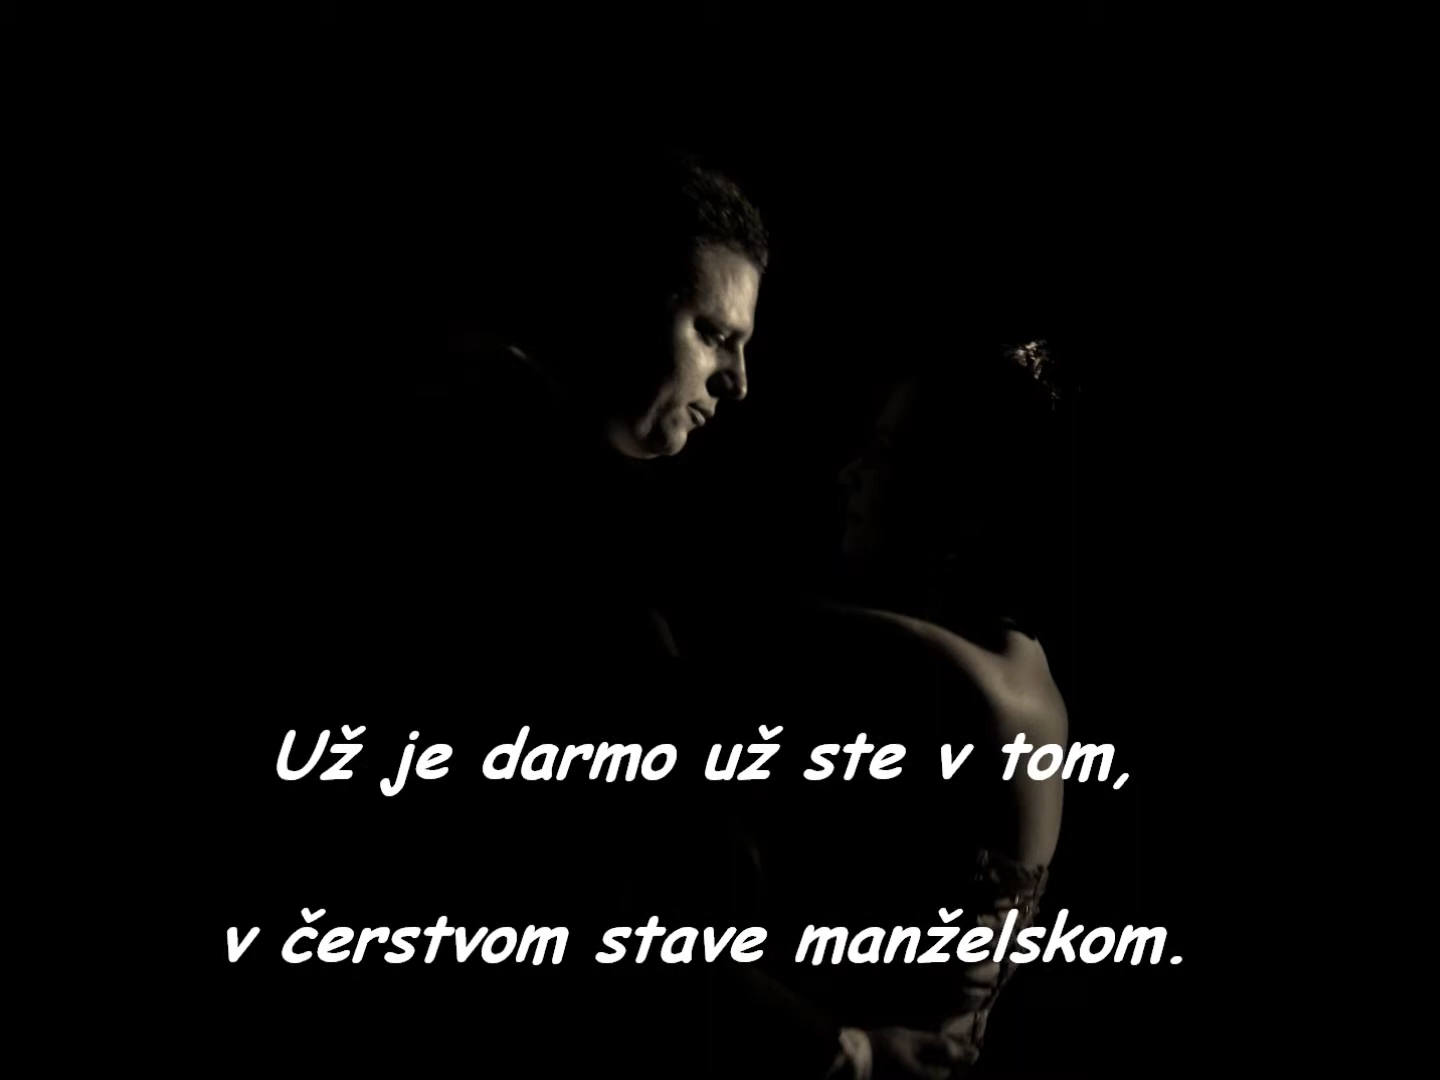 Už je darmo už ste v tom,
v čerstvom stave manželskom.